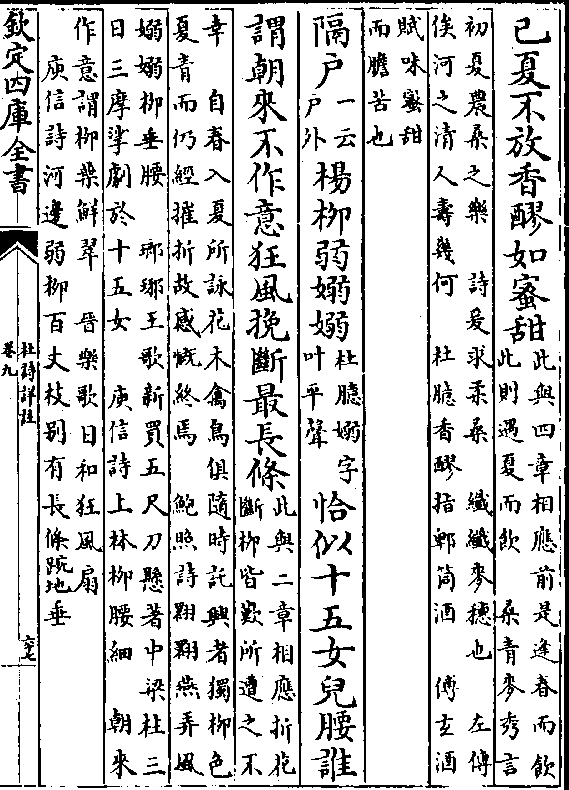 已夏不放香醪如蜜甜
此與四章相應前是逢春而飲
此則遇夏而飲 桑青麥秀言
初夏農桑之樂 詩爰求柔桑 纖纖麥穗也 左傳
俟河之清人壽幾何 杜臆香醪指郫筒酒 傅玄酒
賦味蜜甜
而膽苦也
隔户
一云
户外
楊柳弱嫋嫋
杜臆嫋字
叶平聲
恰似十五女兒腰誰
謂朝來不作意狂風挽斷最長條
此與二章相應折花
斷柳皆歎所遭之不
幸 自春入夏所詠花木禽鳥俱隨時託興者獨柳色
夏青而仍經摧折故感慨終焉 鮑照詩翾翾燕弄風
嫋嫋柳垂腰 瑯琊王歌新買五尺刀懸著中梁柱三
日三摩挲劇於十五女 庾信詩上林柳腰細 朝來
作意謂柳葉鮮翠 晉樂歌日和狂風扇
庾信詩河邊弱柳百丈枝别有長條踠地垂
欽定四庫全書
杜詩詳註
卷九
六七